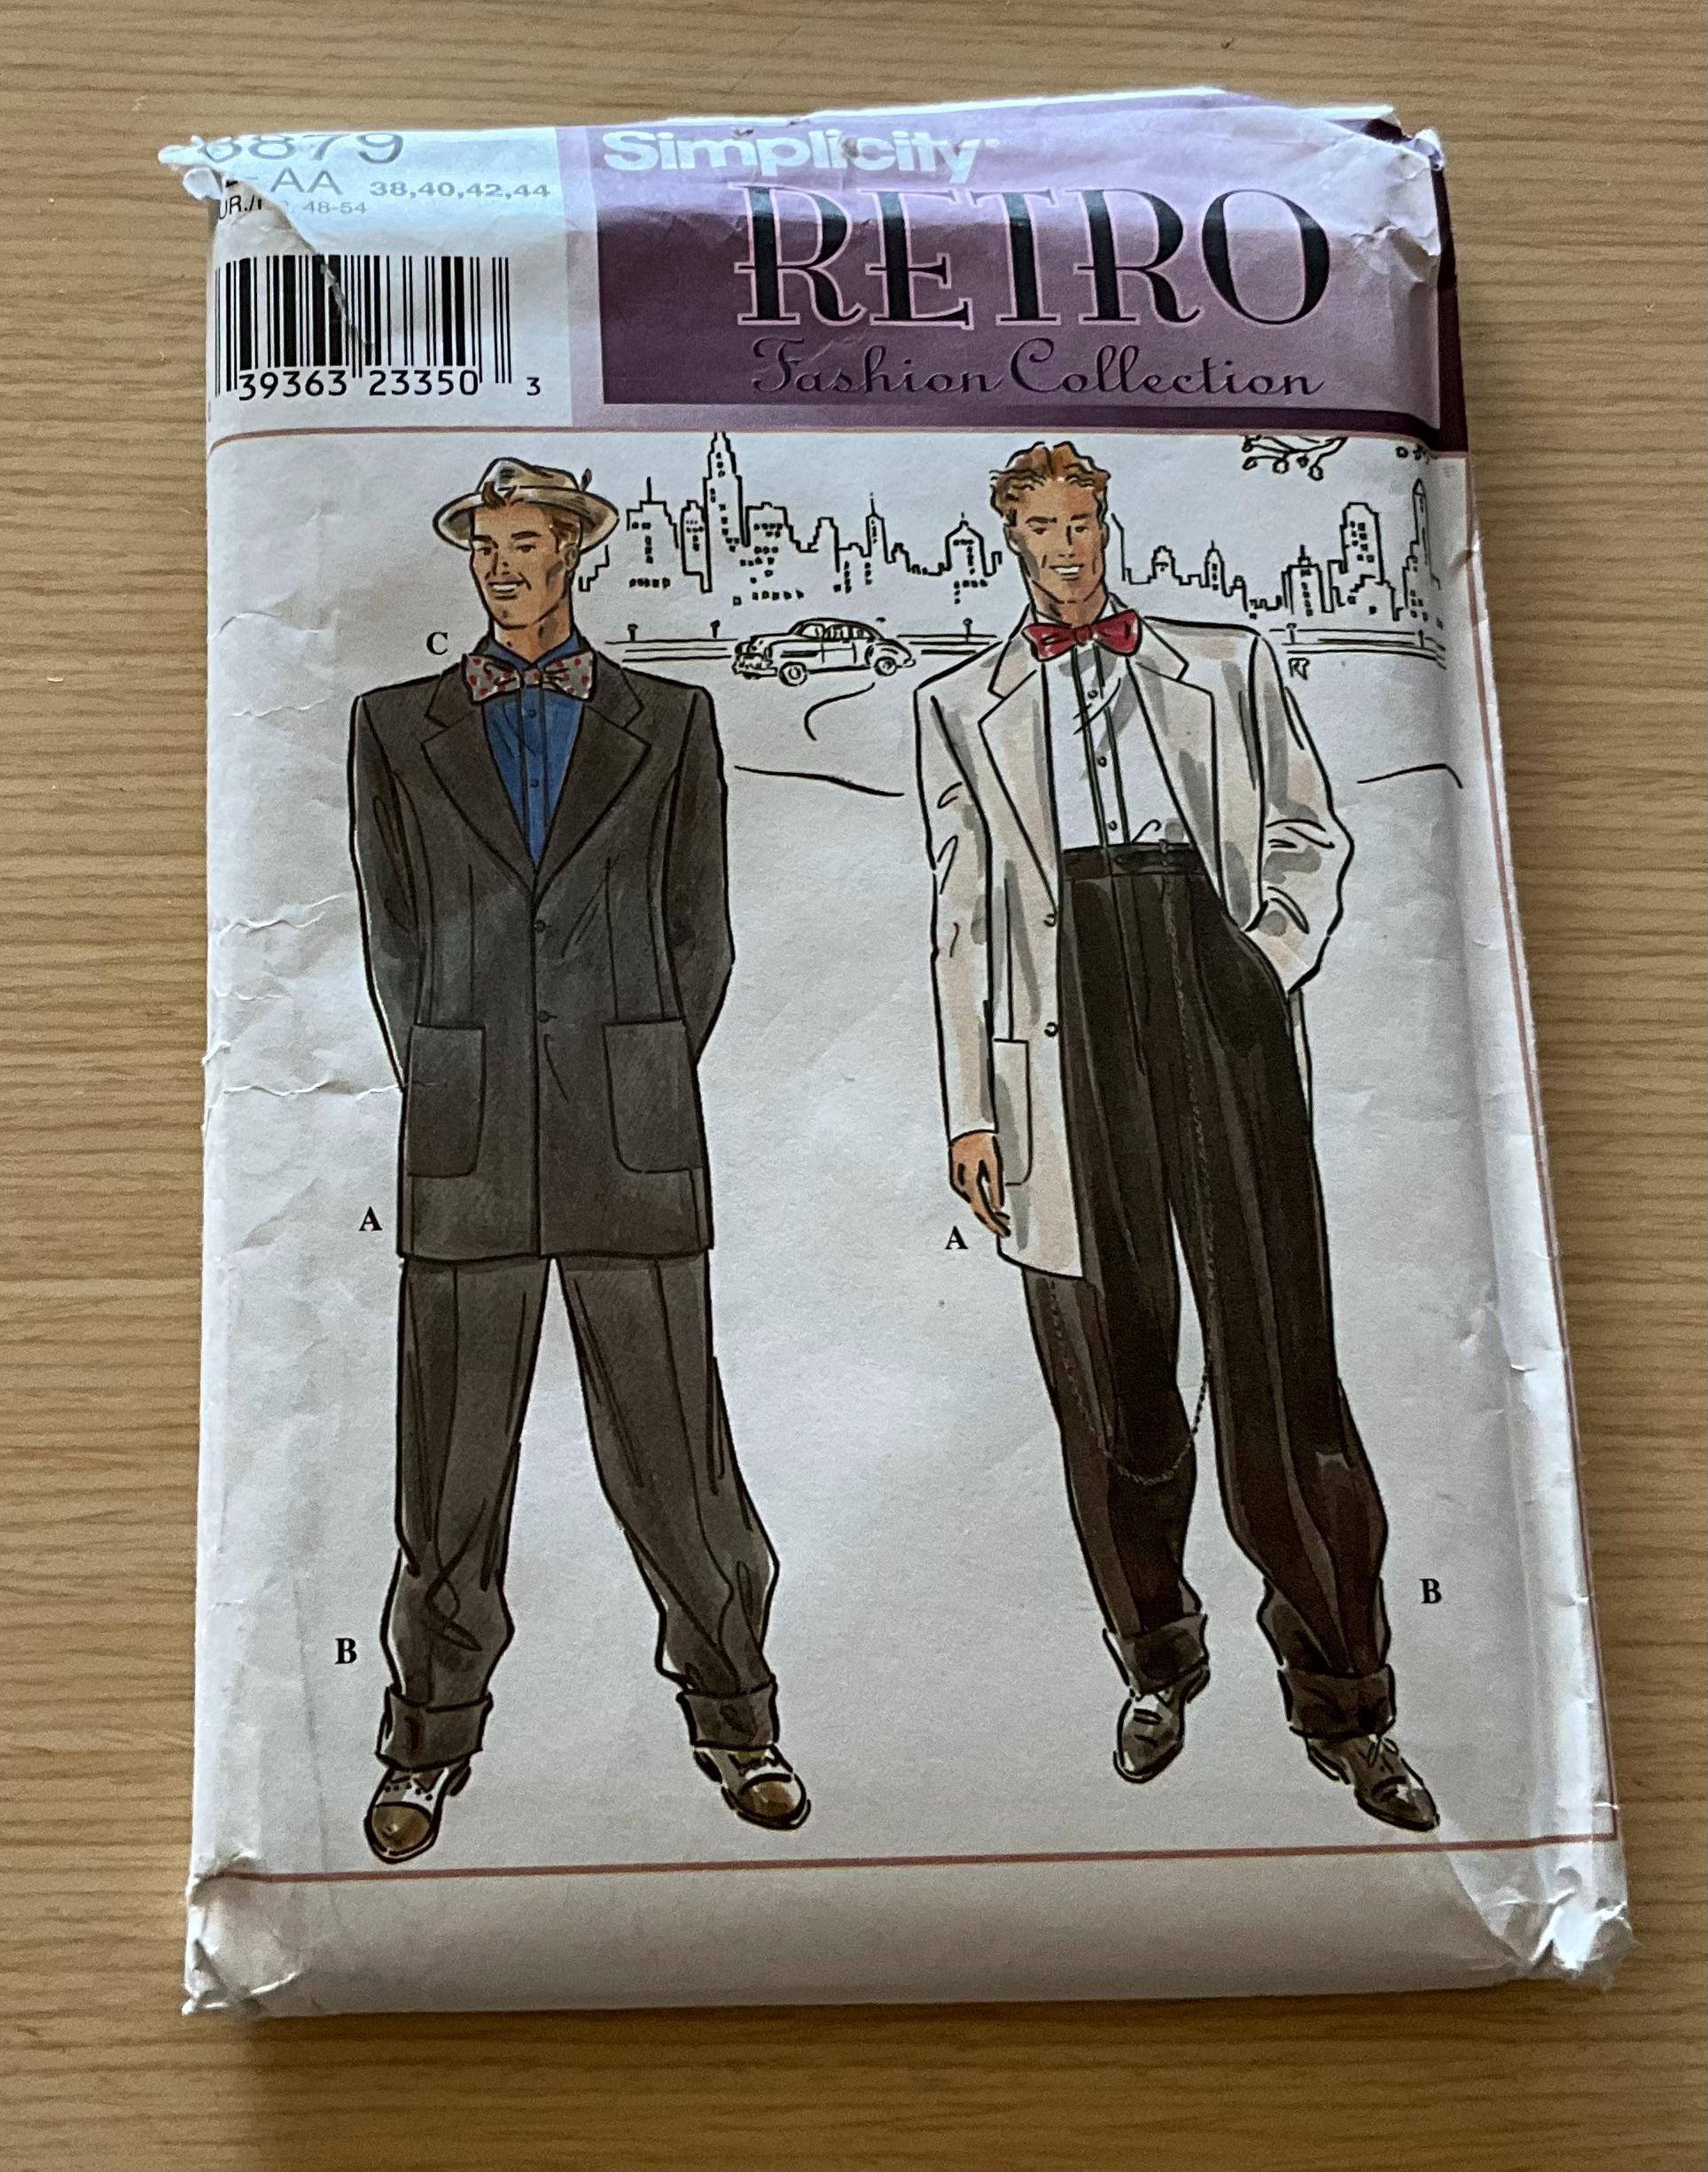 8879
AA 38,40,42,44
48-54
39363 23350 3
Simplicity
RETRO
Fashion Collection
C
A
A
B
B